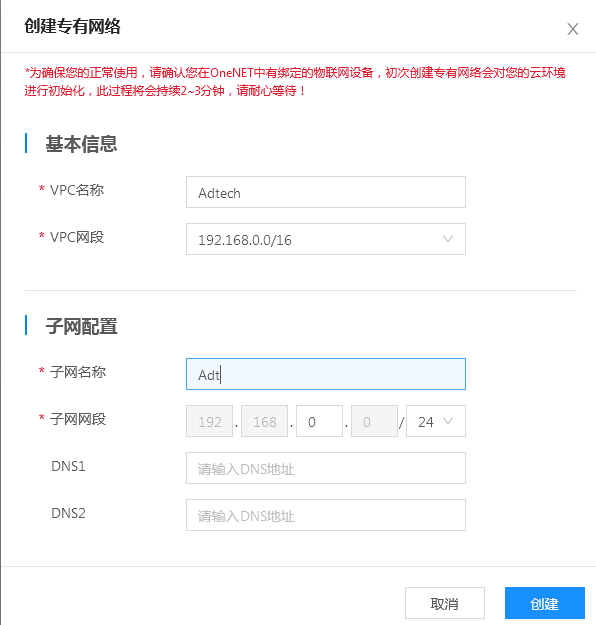 创建专有网络
*为确保您的正常使用，请确认您在OneNET中有绑定的物联网设备，初次创建专有网络会对您的云环境
进行初始化，此过程将会持续2~3分钟，请耐心等待！
基本信息
* VPC名称 Adtech
* VPC网段 192.168.0.0/16
子网配置
* 子网名称 Adt
* 子网网段 192 . 168 . 0 . 0 / 24
DNS1 请输入DNS地址
DNS2 请输入DNS地址
取消 创建